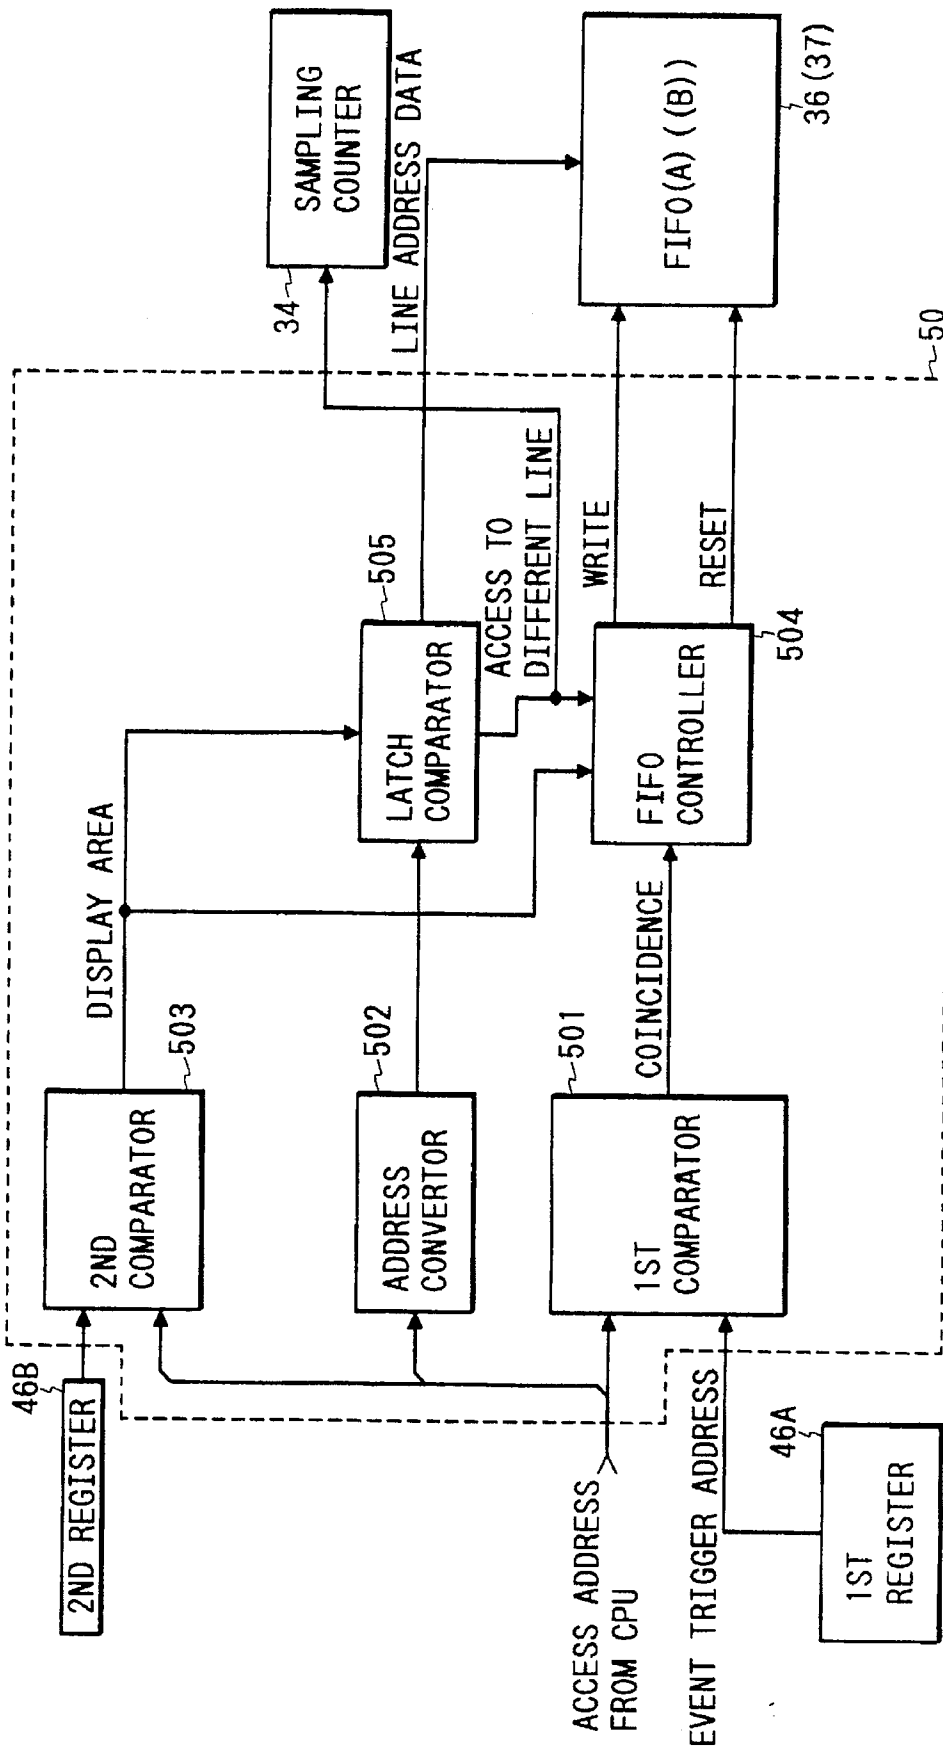 2ND REGISTER
46B
ACCESS ADDRESS
FROM CPU
EVENT TRIGGER ADDRESS
1ST
REGISTER
46A
2ND
COMPARATOR
503
ADDRESS
CONVERTOR
502
1ST
COMPARATOR
501
DISPLAY AREA
COINCIDENCE
LATCH
COMPARATOR
505
FIFO
CONTROLLER
504
ACCESS TO
DIFFERENT LINE
WRITE
RESET
50
SAMPLING
COUNTER
34
LINE ADDRESS DATA
FIFO(A)((B))
36(37)